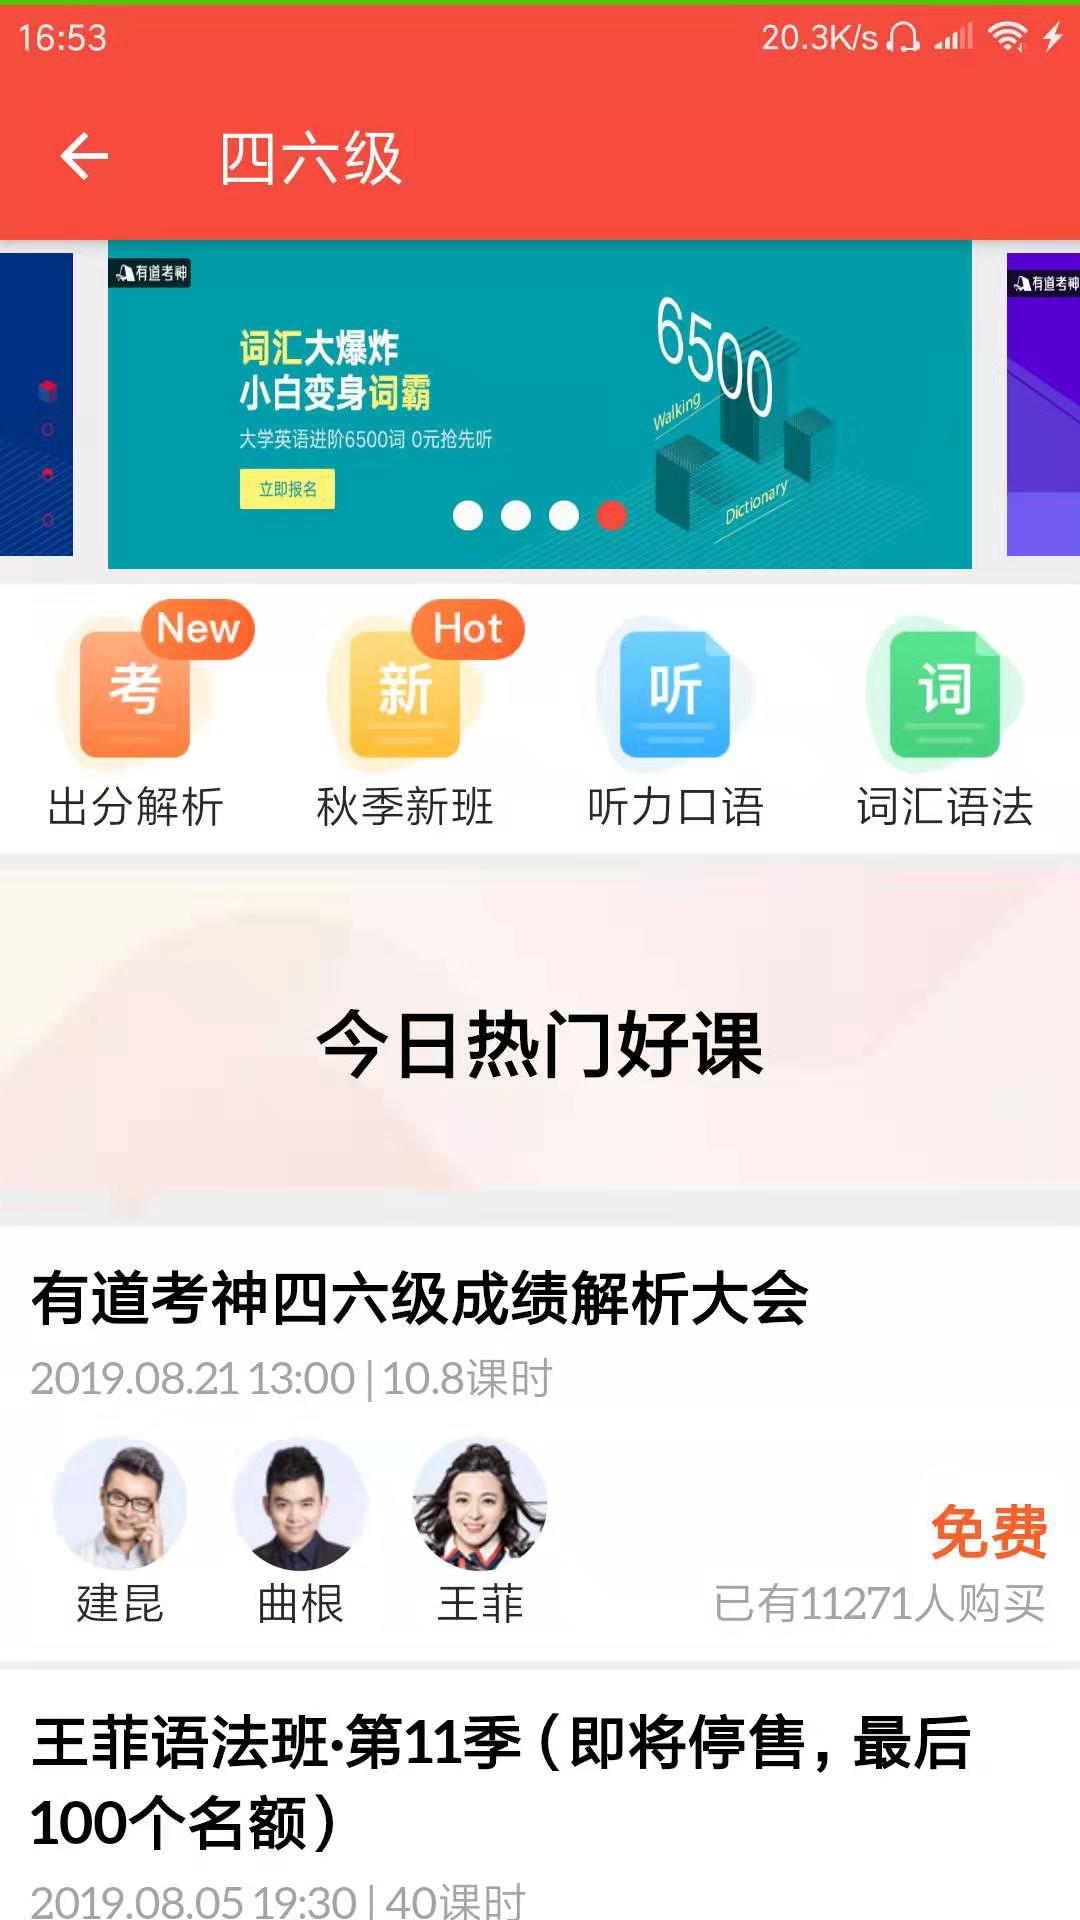 16:53
20.3K/s
四六级
有道考神
有道考神
词汇大爆炸
小白变身词霸
大学英语进阶6500词 0元抢先听
立即报名
6500
Walking
Dictionary
考
New
新
Hot
听
词
出分解析
秋季新班
听力口语
词汇语法
今日热门好课
有道考神四六级成绩解析大会
2019.08.21 13:00 | 10.8课时
建昆
曲根
王菲
免费
已有11271人购买
王菲语法班·第11季（即将停售，最后
100个名额）
2019.08.05 19:30 | 40课时